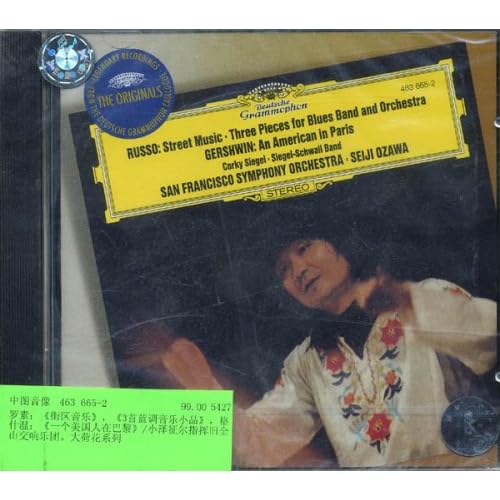 LEGENDARY RECORDINGS
THE ORIGINALS
Deutsche
Grammophon
463 665-2
RUSSO: Street Music · Three Pieces for Blues Band and Orchestra
GERSHWIN: An American in Paris
Corky Siegel · Siegel-Schwall Band
SAN FRANCISCO SYMPHONY ORCHESTRA · SEIJI OZAWA
STEREO
中图音像 463 665-2 99.00 5427
罗素:《街区音乐》,《3首蓝调音乐小品》,格
什温:《一个美国人在巴黎》/小泽征尔指挥旧金
山交响乐团。大荷花系列